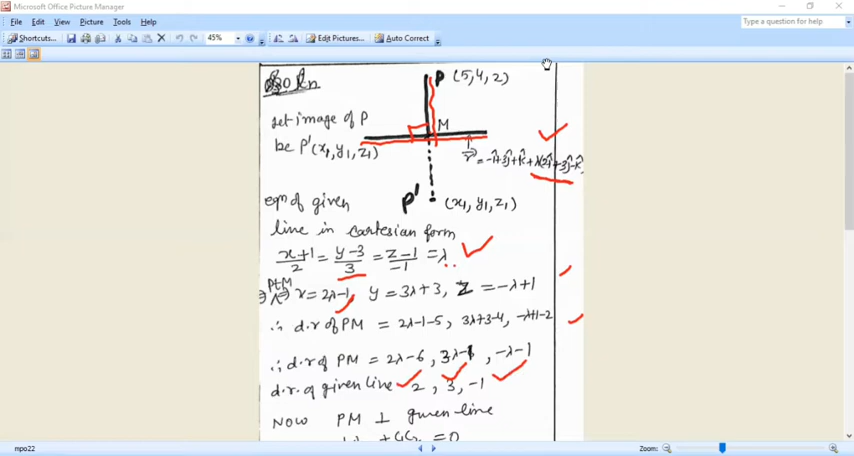 Microsoft Office Picture Manager
File Edit View Picture Tools Help
Type a question for help
Shortcuts... 45% Edit Pictures... Auto Correct
P (5,4,2)
Let image of P
be P'(x₁, y₁, z₁)
M
r⃗ = -î+3ĵ+k̂+λ(2î+3ĵ-k̂
P' (x₁, y₁, z₁)
eqn of given
line in cartesian form
x+1/2 = y-3/3 = z-1/-1 = λ
Pt M
⇒ x = 2λ-1, y = 3λ+3, z = -λ+1
∴ d.r of PM = 2λ-1-5, 3λ+3-4, -λ+1-2
∴ d.r of PM = 2λ-6, 3λ-1, -λ-1
d.r. of given line 2, 3, -1
Now PM ⊥ given line
= 0
mpo22
Zoom: